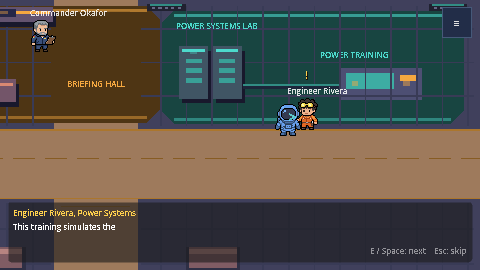 Commander Okafor
POWER SYSTEMS LAB
≡
POWER TRAINING
BRIEFING HALL
!
Engineer Rivera
Engineer Rivera, Power Systems
This training simulates the
E / Space: next   Esc: skip